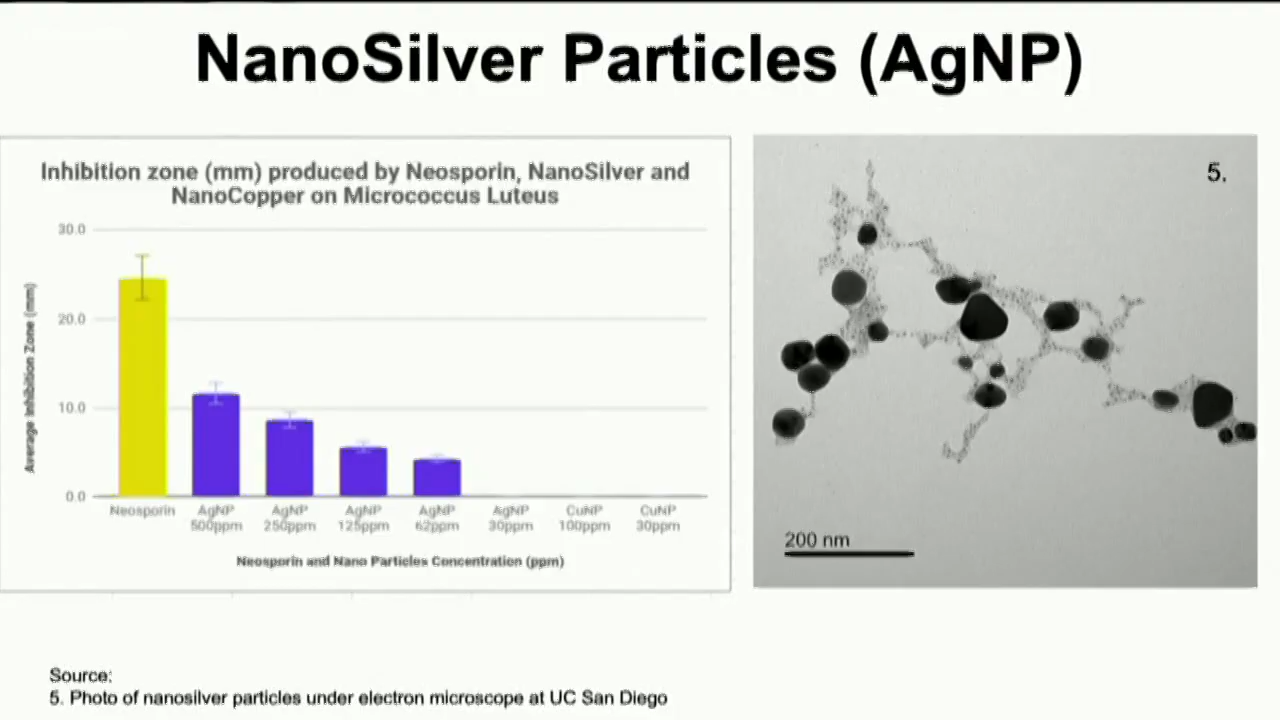 NanoSilver Particles (AgNP)
Inhibition zone (mm) produced by Neosporin, NanoSilver and
NanoCopper on Micrococcus Luteus
30.0
20.0
10.0
0.0
Average Inhibition Zone (mm)
Neosporin
AgNP
500ppm
AgNP
250ppm
AgNP
125ppm
AgNP
62ppm
AgNP
30ppm
CuNP
100ppm
CuNP
30ppm
Neosporin and Nano Particles Concentration (ppm)
5.
200 nm
Source:
5. Photo of nanosilver particles under electron microscope at UC San Diego